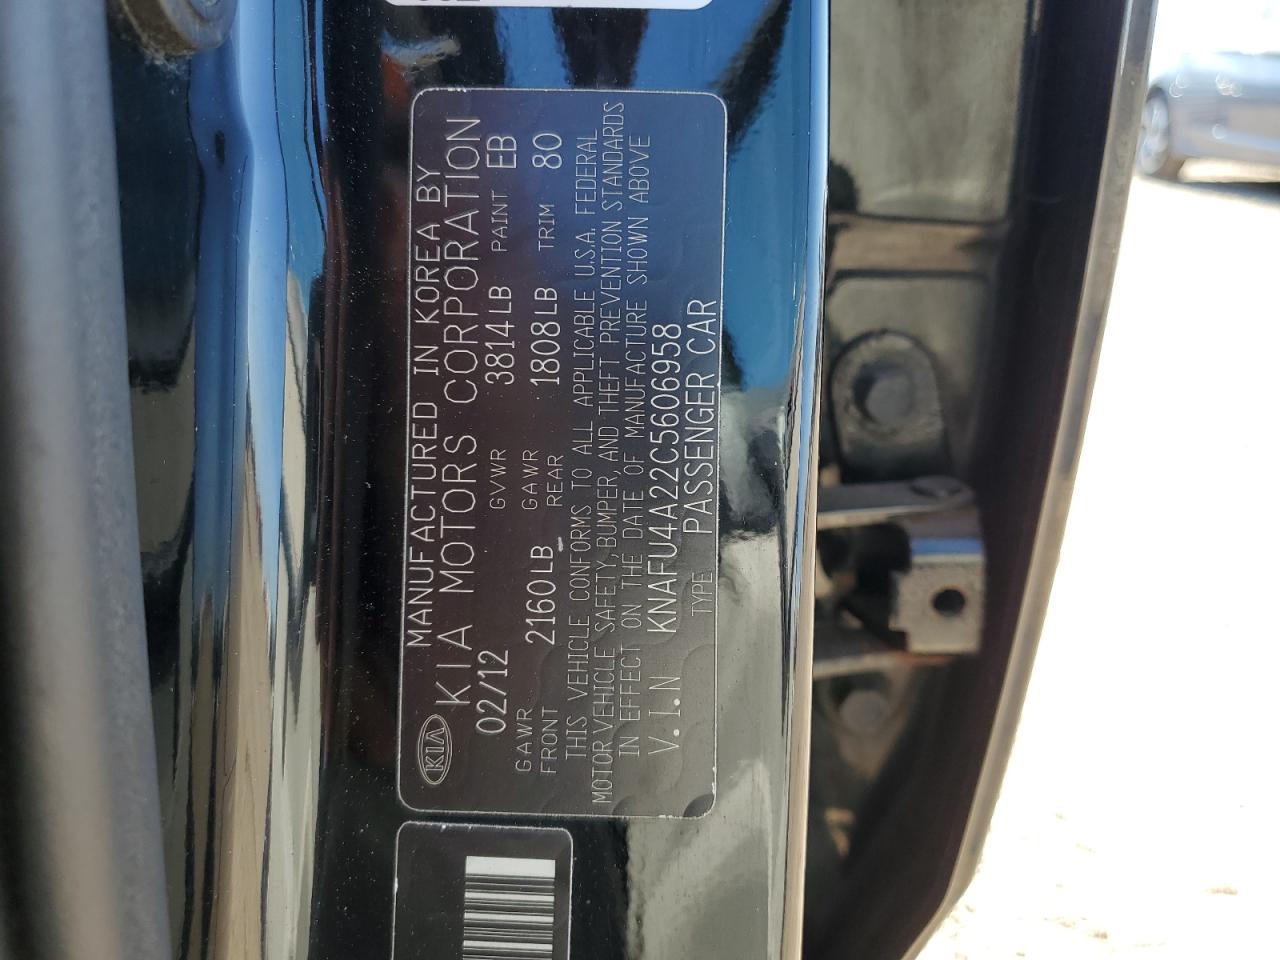 KIA MANUFACTURED IN KOREA BY
KIA MOTORS CORPORATION
02/12 GVWR 3814LB PAINT EB
GAWR FRONT 2160LB GAWR REAR 1808LB TRIM 80
THIS VEHICLE CONFORMS TO ALL APPLICABLE U.S.A. FEDERAL
MOTOR VEHICLE SAFETY, BUMPER, AND THEFT PREVENTION STANDARDS
IN EFFECT ON THE DATE OF MANUFACTURE SHOWN ABOVE
V.I.N KNAFU4A22C5606958
TYPE PASSENGER CAR